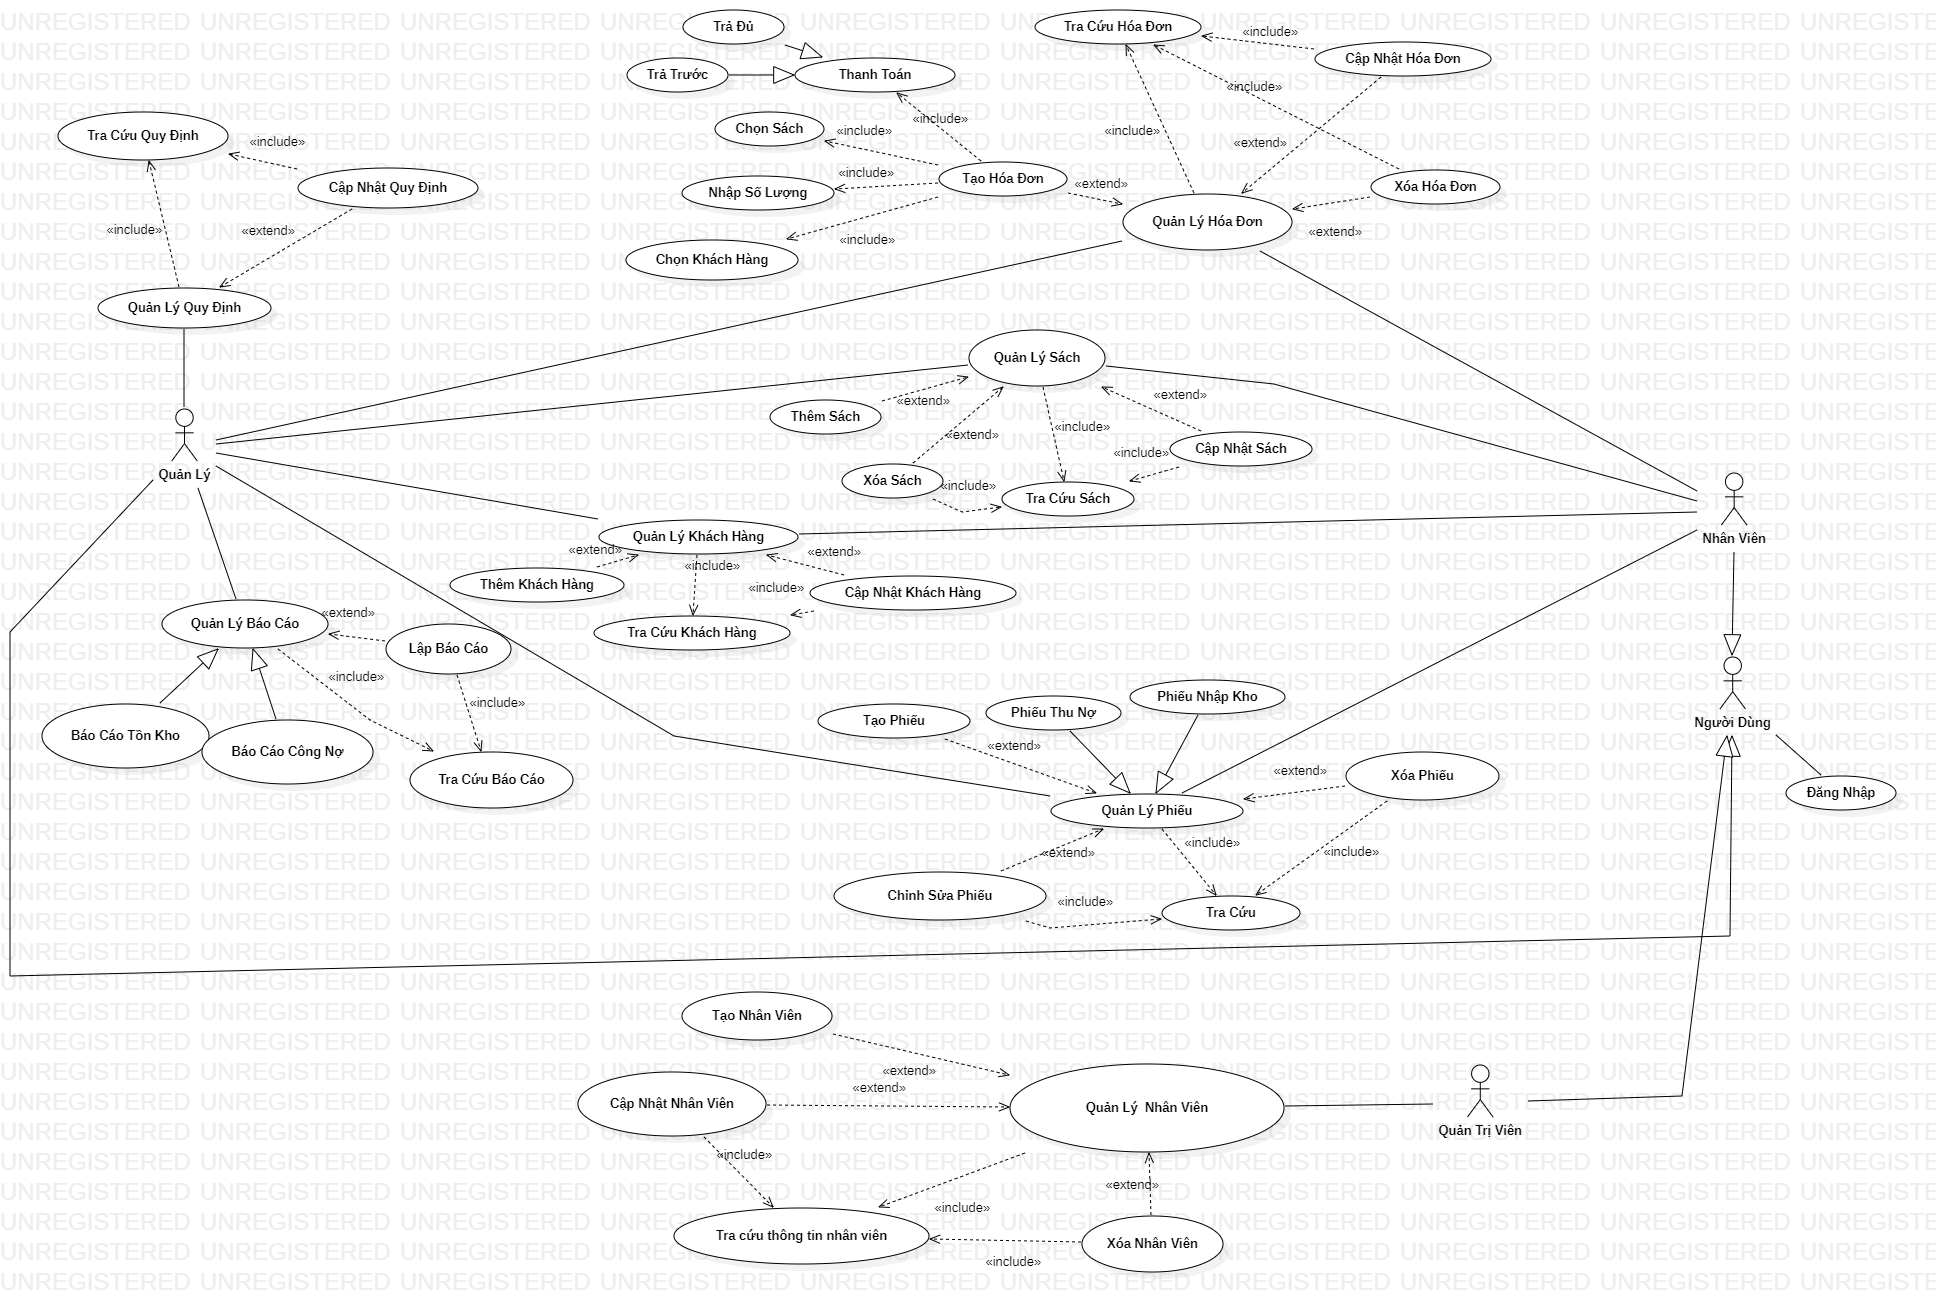 Trả Đủ
Trả Trước
Thanh Toán
Tra Cứu Hóa Đơn
«include»
Cập Nhật Hóa Đơn
«include»
Tra Cứu Quy Định
«include»
Cập Nhật Quy Định
Chọn Sách
«include»
«include»
«include»
«extend»
Nhập Số Lượng
«include»
Tạo Hóa Đơn
«extend»
Xóa Hóa Đơn
«include»
«extend»
Chọn Khách Hàng
«include»
Quản Lý Hóa Đơn
«extend»
Quản Lý Quy Định
Quản Lý Sách
Thêm Sách
«extend»
«extend»
«extend»
«include»
Cập Nhật Sách
«include»
Quản Lý
Xóa Sách
«include»
Tra Cứu Sách
Nhân Viên
Quản Lý Khách Hàng
«extend»
«include»
«extend»
Thêm Khách Hàng
«include»
Cập Nhật Khách Hàng
Tra Cứu Khách Hàng
Quản Lý Báo Cáo
«extend»
Lập Báo Cáo
«include»
«include»
Báo Cáo Tồn Kho
Báo Cáo Công Nợ
Tra Cứu Báo Cáo
Tạo Phiếu
Phiếu Thu Nợ
Phiếu Nhập Kho
«extend»
Người Dùng
«extend»
Xóa Phiếu
Đăng Nhập
Quản Lý Phiếu
«extend»
«include»
«include»
Chỉnh Sửa Phiếu
«include»
Tra Cứu
Tạo Nhân Viên
«extend»
«extend»
Cập Nhật Nhân Viên
Quản Lý  Nhân Viên
Quản Trị Viên
«include»
«extend»
«include»
Tra cứu thông tin nhân viên
Xóa Nhân Viên
«include»
UNREGISTERED